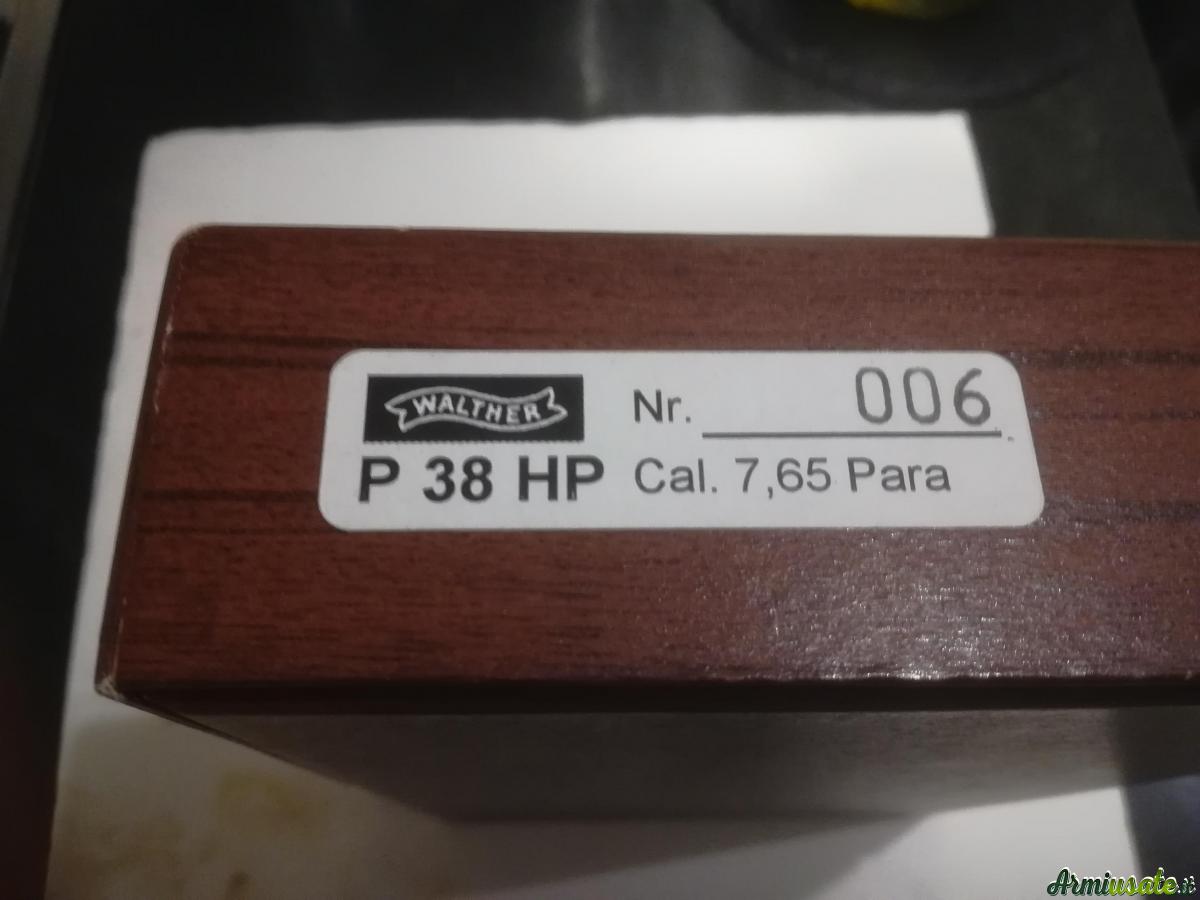 WALTHER
Nr. 006
P 38 HP
Cal. 7,65 Para
Armiusate.it